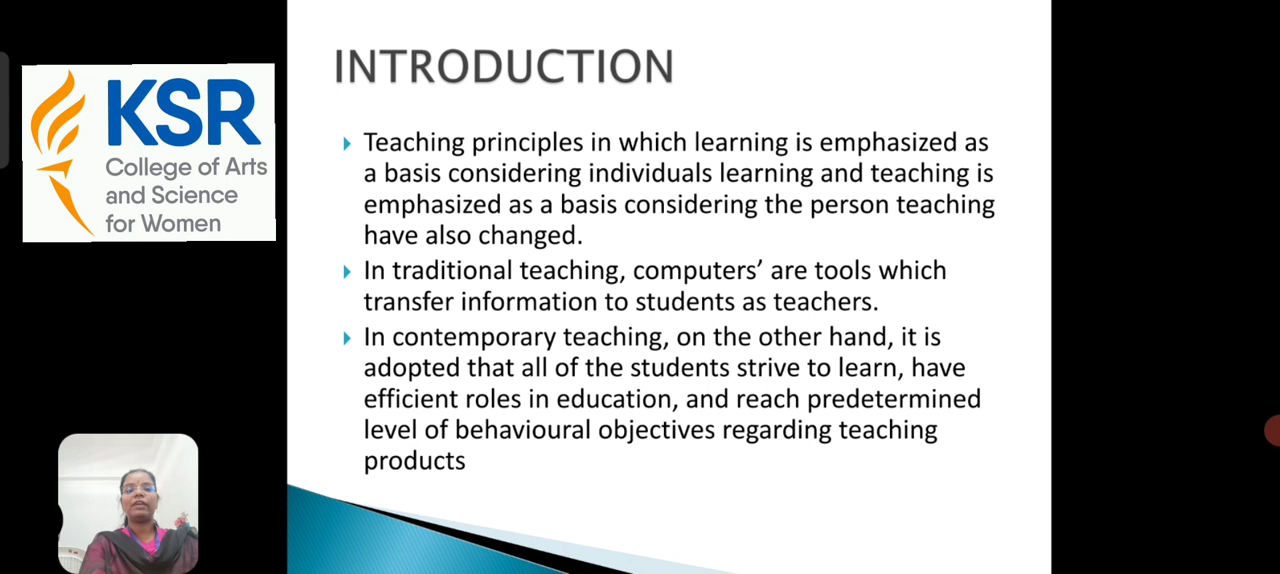 KSR
College of Arts
and Science
for Women
INTRODUCTION
Teaching principles in which learning is emphasized as
a basis considering individuals learning and teaching is
emphasized as a basis considering the person teaching
have also changed.
In traditional teaching, computers’ are tools which
transfer information to students as teachers.
In contemporary teaching, on the other hand, it is
adopted that all of the students strive to learn, have
efficient roles in education, and reach predetermined
level of behavioural objectives regarding teaching
products